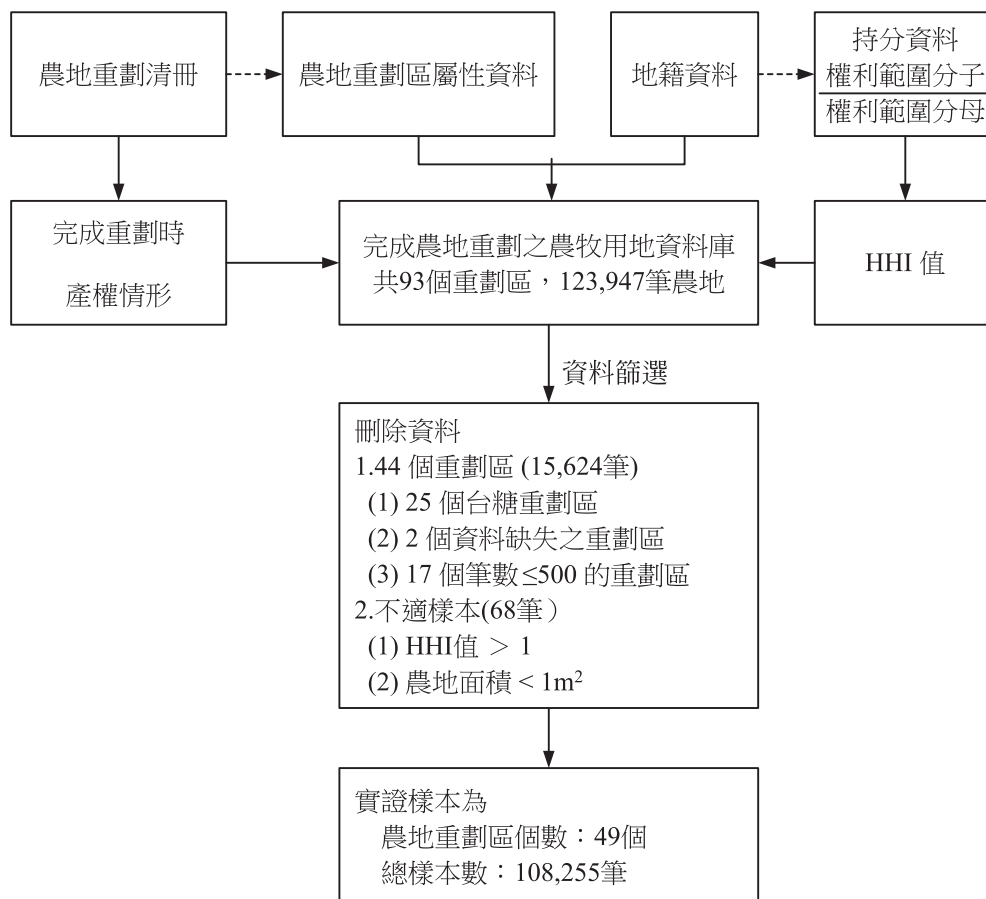 農地重劃清冊
農地重劃區屬性資料
地籍資料
持分資料
權利範圍分子
權利範圍分母
完成重劃時
產權情形
完成農地重劃之農牧用地資料庫
共93個重劃區，123,947筆農地
HHI 值
資料篩選
刪除資料
1.44 個重劃區 (15,624筆)
(1) 25 個台糖重劃區
(2) 2 個資料缺失之重劃區
(3) 17 個筆數≤500 的重劃區
2.不適樣本(68筆）
(1) HHI值 ＞ 1
(2) 農地面積 < 1m²
實證樣本為
農地重劃區個數：49個
總樣本數：108,255筆